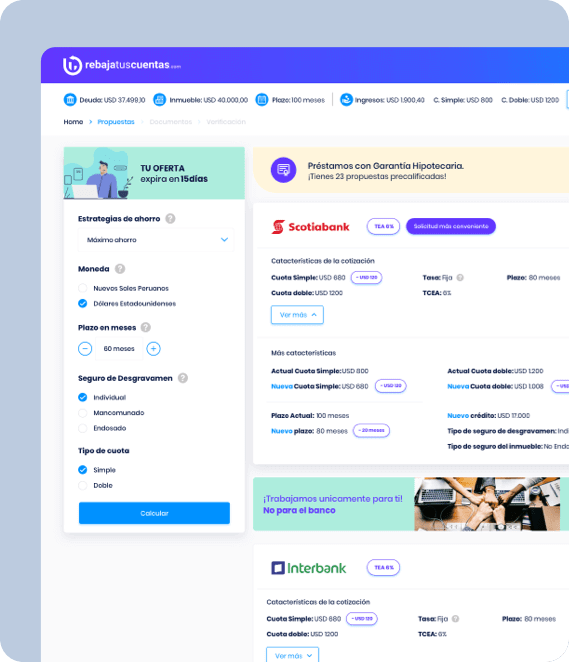 rebajatuscuentas.com
Deuda: USD 37.499,10 Inmueble: USD 40.000,00 Plazo: 100 meses Ingresos: USD 1.900,40 C. Simple: USD 800 C. Doble: USD 1200
Home > Propuestas > Documentos > Verificación
TU OFERTA
expira en 15días
Estrategias de ahorro ?
Máximo ahorro
Moneda ?
Nuevos Soles Peruanos
Dólares Estadounidenses
Plazo en meses ?
− 60 meses +
Seguro de Desgravamen ?
Individual
Mancomunado
Endosado
Tipo de cuota
Simple
Doble
Calcular
Préstamos con Garantía Hipotecaria.
¡Tienes 23 propuestas precalificadas!
Scotiabank TEA 6% Solicitud más conveniente
Catacterísticas de la cotización
Cuota Simple: USD 680 - USD 120 Tasa: Fija ? Plazo: 80 meses
Cuota doble: USD 1200 TCEA: 6%
Ver más
Más catacterísticas
Actual Cuota Simple: USD 800 Actual Cuota doble: USD 1.200
Nueva Cuota Simple: USD 680 - USD 120 Nueva Cuota doble: USD 1.008 - USD
Plazo Actual: 100 meses Nuevo crédito: USD 17.000
Nuevo plazo: 80 meses - 20 meses Tipo de seguro de desgravamen: Indi
Tipo de seguro del inmueble: No Endo
¡Trabajamos unicamente para ti!
No para el banco
Interbank TEA 6%
Catacterísticas de la cotización
Cuota Simple: USD 680 - USD 120 Tasa: Fija ? Plazo: 80 meses
Cuota doble: USD 1200 TCEA: 6%
Ver más